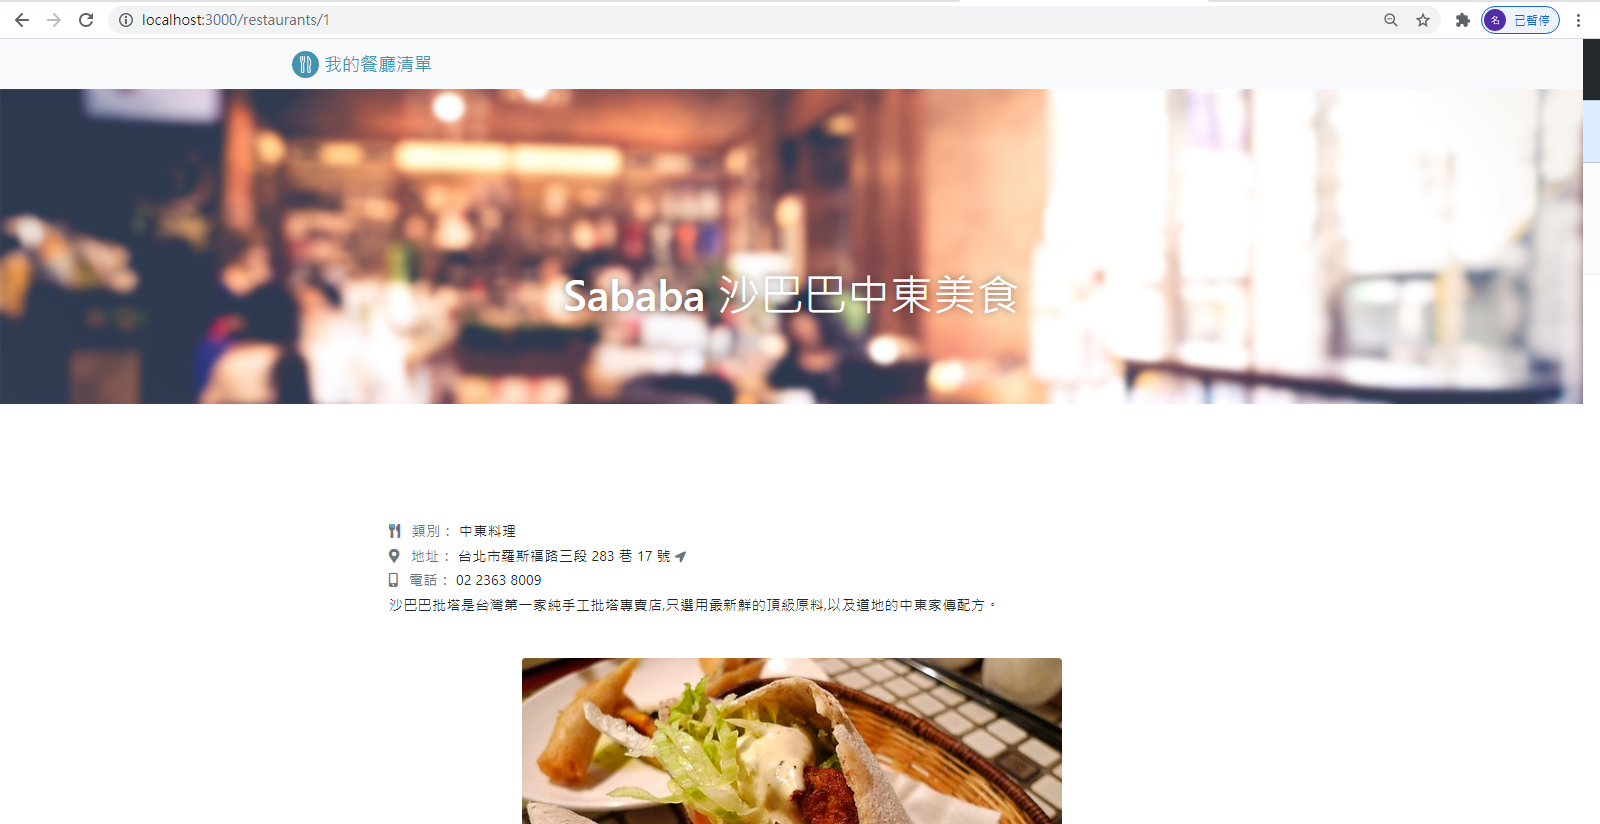 localhost:3000/restaurants/1
名 已暫停
我的餐廳清單
Sababa 沙巴巴中東美食
類別： 中東料理
地址： 台北市羅斯福路三段 283 巷 17 號
電話： 02 2363 8009
沙巴巴批塔是台灣第一家純手工批塔專賣店,只選用最新鮮的頂級原料,以及道地的中東家傳配方。